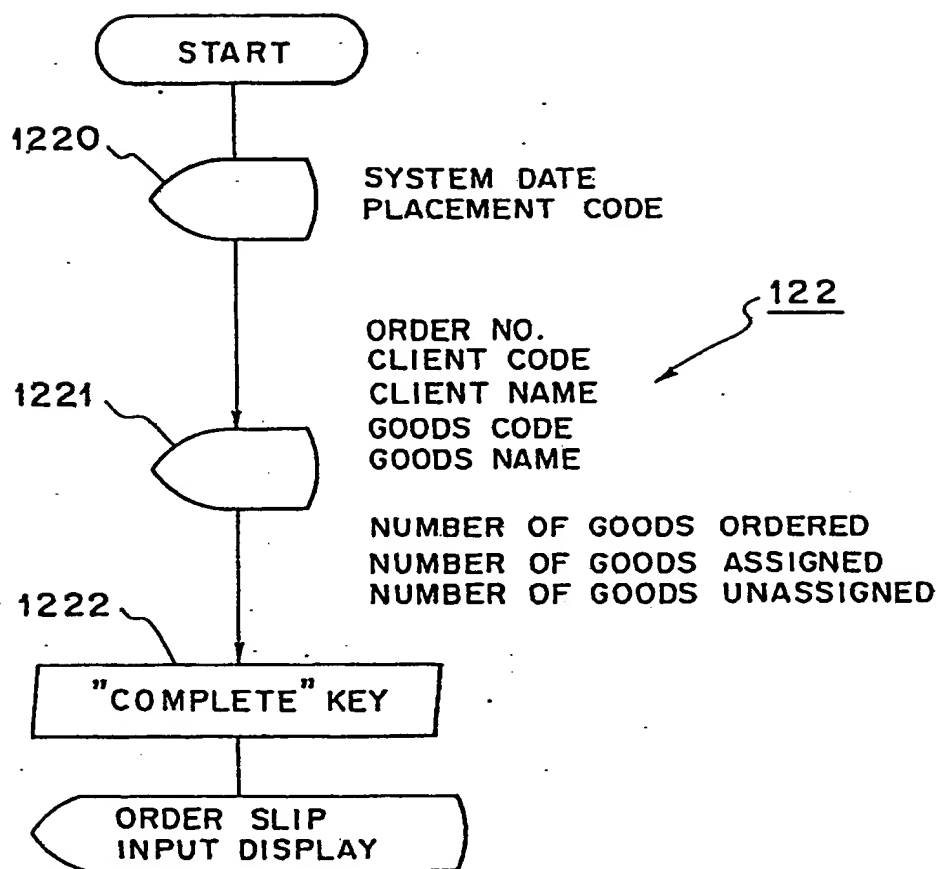 START
1220
SYSTEM DATE
PLACEMENT CODE
122
ORDER NO.
CLIENT CODE
CLIENT NAME
1221
GOODS CODE
GOODS NAME
NUMBER OF GOODS ORDERED
NUMBER OF GOODS ASSIGNED
NUMBER OF GOODS UNASSIGNED
1222
"COMPLETE" KEY
ORDER SLIP
INPUT DISPLAY